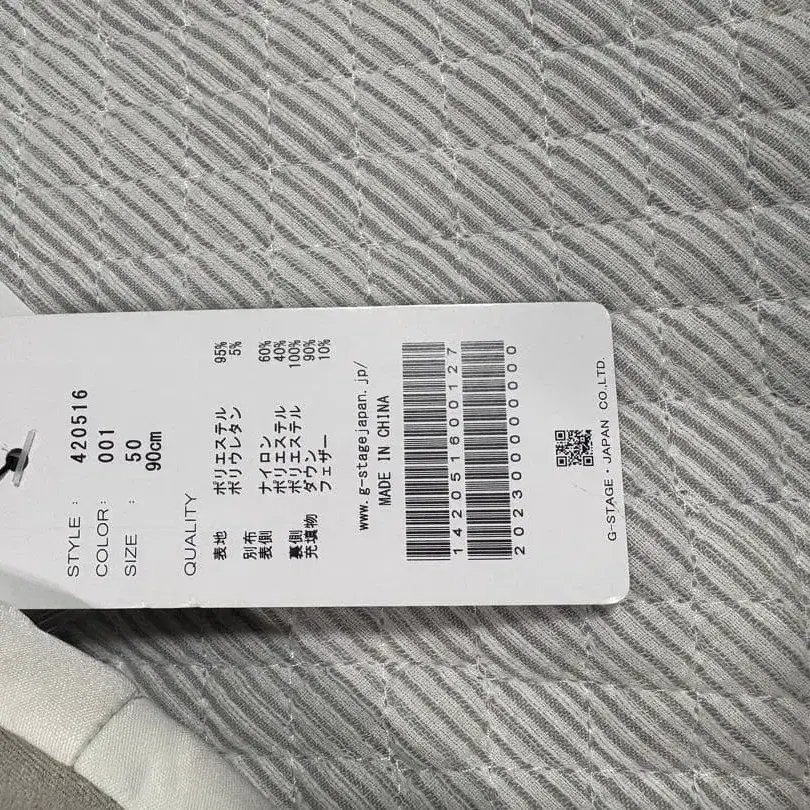 STYLE : 420516
COLOR: 001
SIZE : 50
90cm
QUALITY
表地 ポリエステル 95%
ポリウレタン 5%
別布
表側 ナイロン 60%
ポリエステル 40%
裏側 ポリエステル 100%
充填物 ダウン 90%
フェザー 10%
www.g-stagejapan.jp/
MADE IN CHINA
142051600127
2023000000000
G-STAGE・JAPAN CO.,LTD.